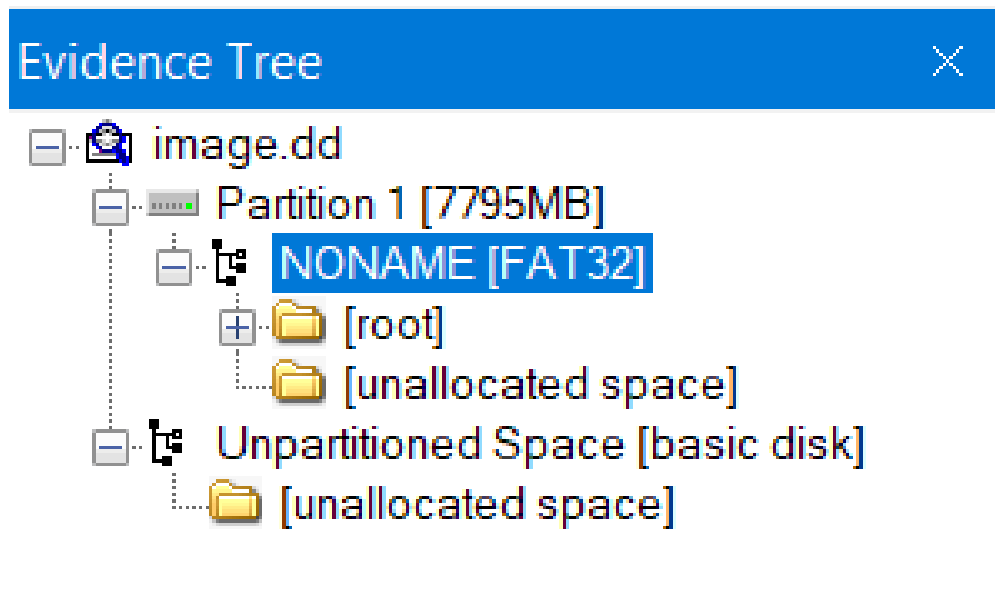 Evidence Tree
image.dd
Partition 1 [7795MB]
NONAME [FAT32]
[root]
[unallocated space]
Unpartitioned Space [basic disk]
[unallocated space]